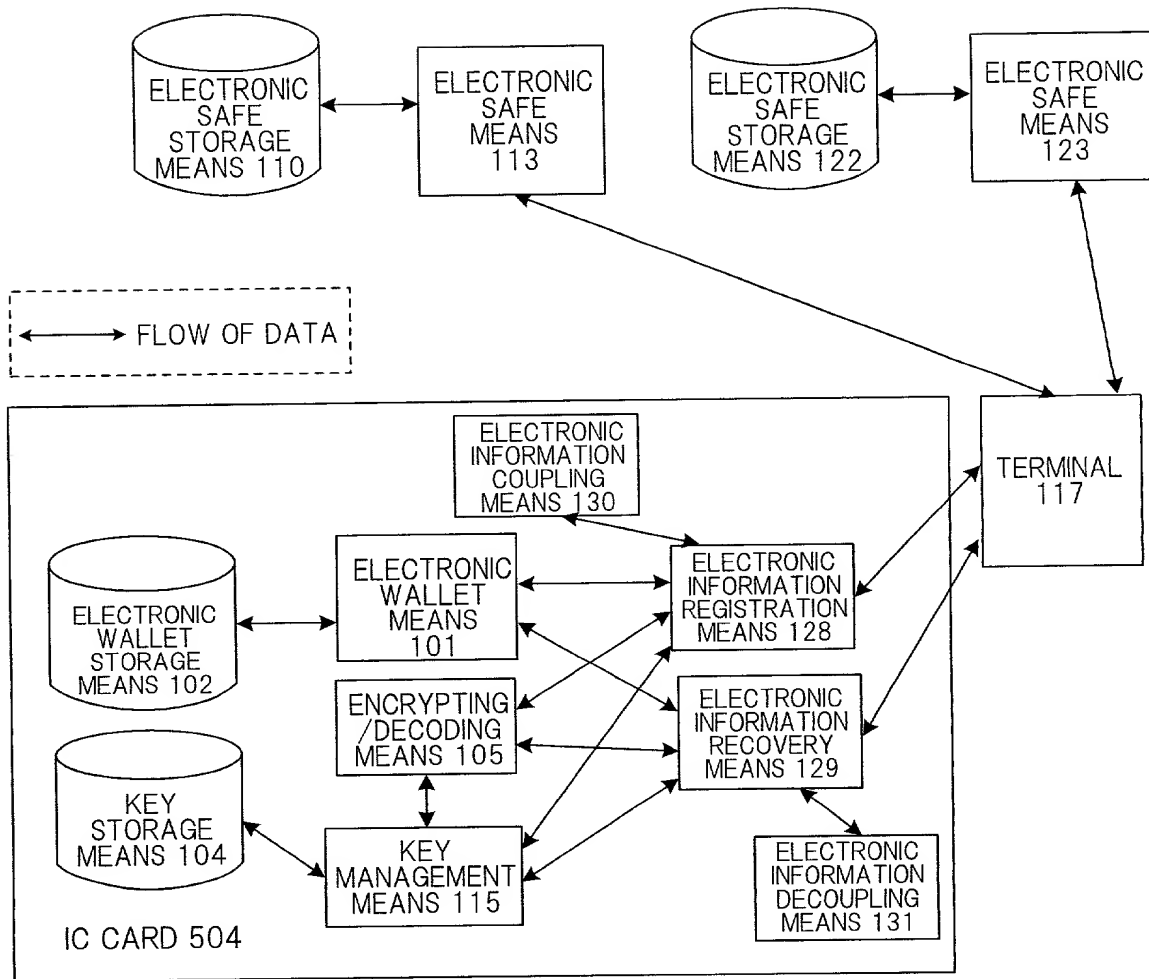 ELECTRONIC
SAFE
STORAGE
MEANS 110
ELECTRONIC
SAFE
MEANS
113
ELECTRONIC
SAFE
STORAGE
MEANS 122
ELECTRONIC
SAFE
MEANS
123
FLOW OF DATA
ELECTRONIC
INFORMATION
COUPLING
MEANS 130
TERMINAL
117
ELECTRONIC
WALLET
STORAGE
MEANS 102
ELECTRONIC
WALLET
MEANS
101
ELECTRONIC
INFORMATION
REGISTRATION
MEANS 128
ENCRYPTING
/DECODING
MEANS 105
ELECTRONIC
INFORMATION
RECOVERY
MEANS 129
KEY
STORAGE
MEANS 104
KEY
MANAGEMENT
MEANS 115
ELECTRONIC
INFORMATION
DECOUPLING
MEANS 131
IC CARD 504